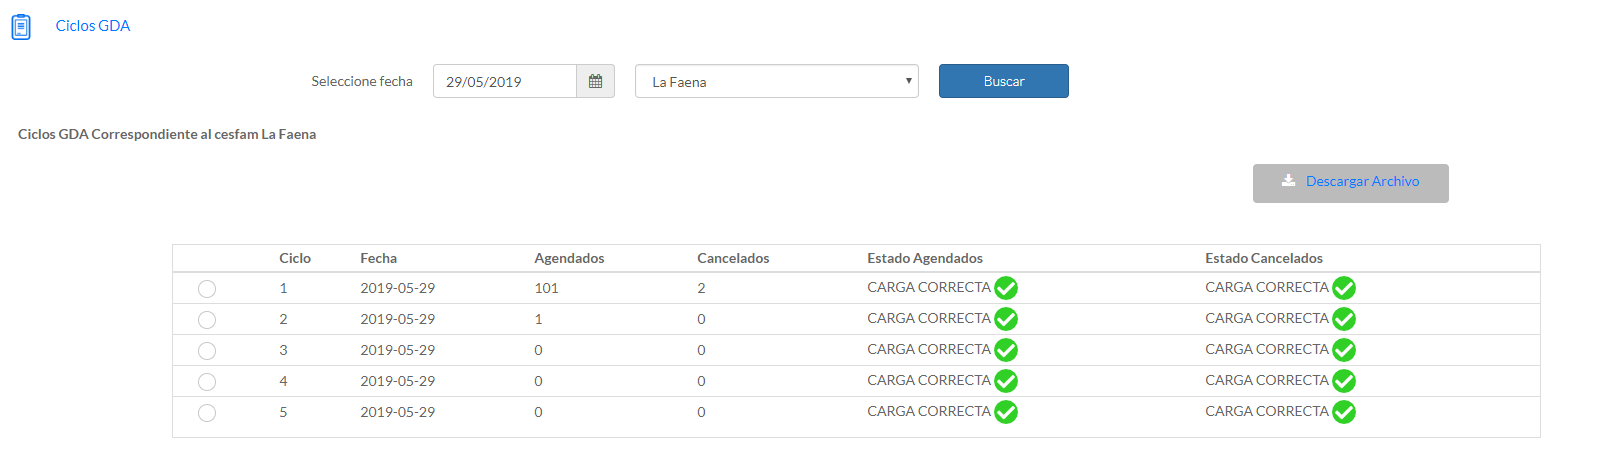 Ciclos GDA
Seleccione fecha 29/05/2019 La Faena Buscar
Ciclos GDA Correspondiente al cesfam La Faena
Descargar Archivo
Ciclo Fecha Agendados Cancelados Estado Agendados Estado Cancelados
1 2019-05-29 101 2 CARGA CORRECTA CARGA CORRECTA
2 2019-05-29 1 0 CARGA CORRECTA CARGA CORRECTA
3 2019-05-29 0 0 CARGA CORRECTA CARGA CORRECTA
4 2019-05-29 0 0 CARGA CORRECTA CARGA CORRECTA
5 2019-05-29 0 0 CARGA CORRECTA CARGA CORRECTA